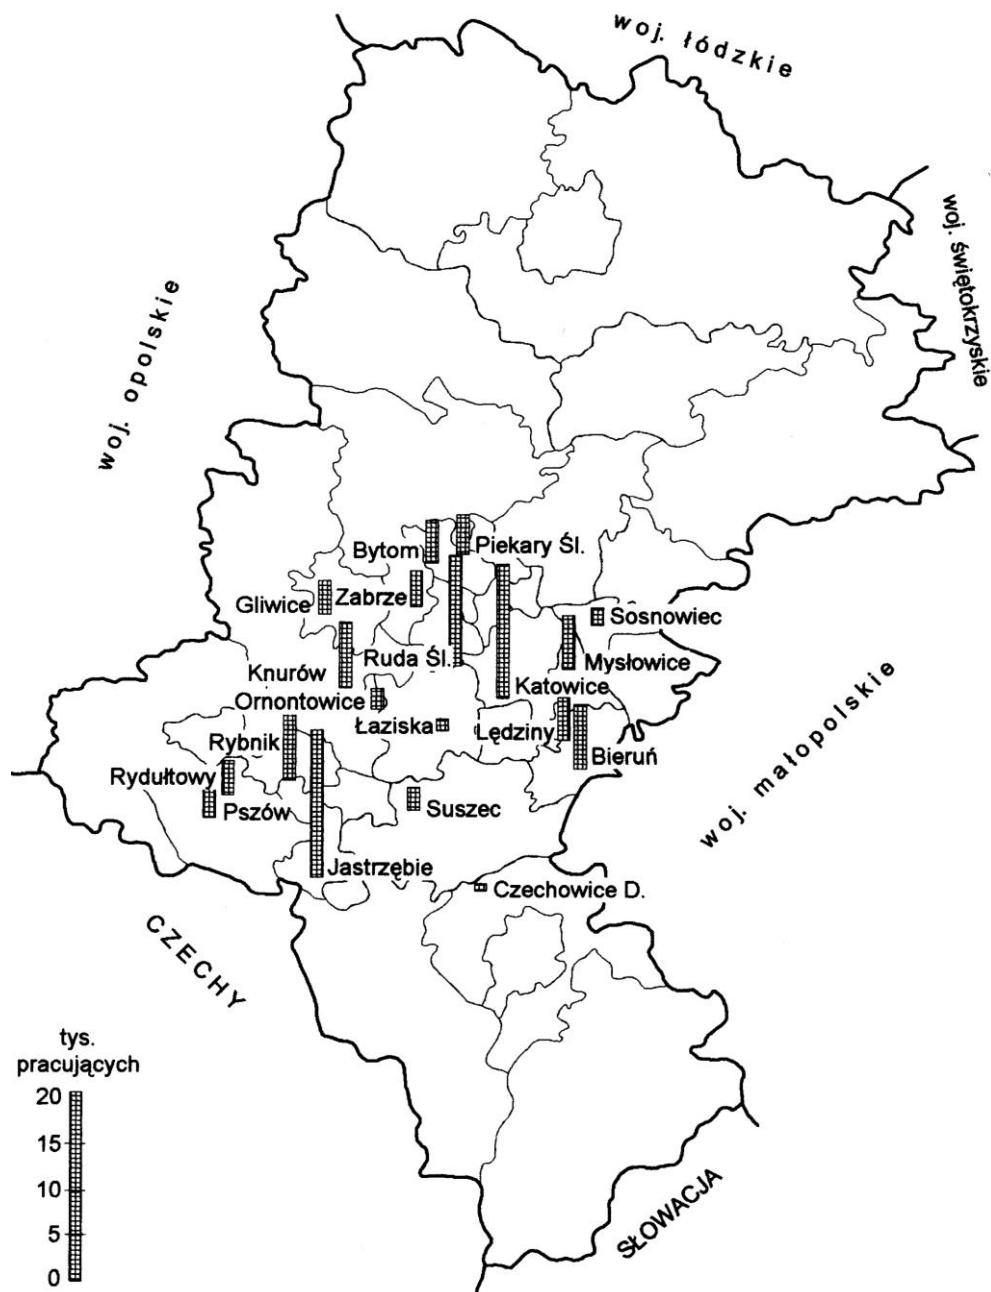 woj. łódzkie
woj. świętokrzyskie
woj. opolskie
Bytom
Piekary Śl.
Gliwice
Zabrze
Sosnowiec
Knurów
Ruda Śl.
Mysłowice
Ornontowice
Katowice
Łaziska
Lędziny
Rybnik
Bieruń
Rydułtowy
Pszów
Suszec
woj. małopolskie
Jastrzębie
Czechowice D.
CZECHY
tys.
pracujących
20
15
10
5
0
SŁOWACJA